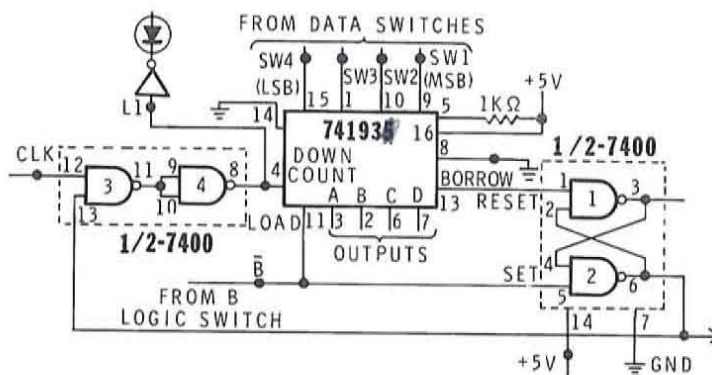 FROM DATA SWITCHES
SW4
(LSB)
SW3
SW2
SW1
(MSB)
+5V
L1
14
15
1
10
9
5
1KΩ
16
74193
1/2-7400
CLK
12
3
11
9
4
8
4
DOWN
COUNT
8
BORROW
13
RESET
1
1
3
2
13
10
1/2-7400
LOAD
11
A
B
C
D
3
2
6
7
OUTPUTS
SET
4
2
6
5
B̅
FROM B
LOGIC SWITCH
14
7
+5V
GND